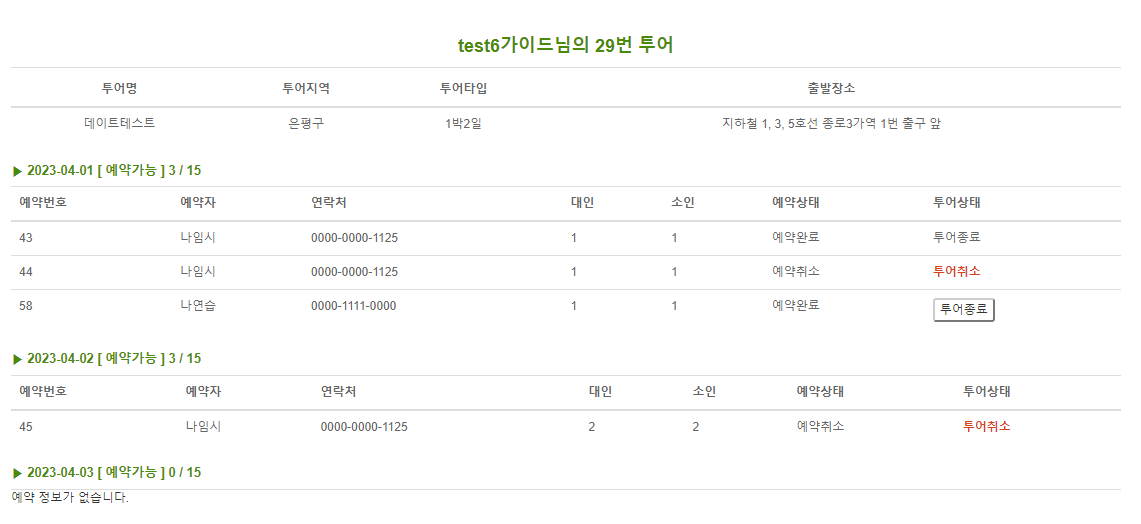 test6가이드님의 29번 투어
투어명 투어지역 투어타입 출발장소
데이트테스트 은평구 1박2일 지하철 1, 3, 5호선 종로3가역 1번 출구 앞
▶ 2023-04-01 [ 예약가능 ] 3 / 15
예약번호 예약자 연락처 대인 소인 예약상태 투어상태
43 나임시 0000-0000-1125 1 1 예약완료 투어종료
44 나임시 0000-0000-1125 1 1 예약취소 투어취소
58 나연습 0000-1111-0000 1 1 예약완료 투어종료
▶ 2023-04-02 [ 예약가능 ] 3 / 15
예약번호 예약자 연락처 대인 소인 예약상태 투어상태
45 나임시 0000-0000-1125 2 2 예약취소 투어취소
▶ 2023-04-03 [ 예약가능 ] 0 / 15
예약 정보가 없습니다.